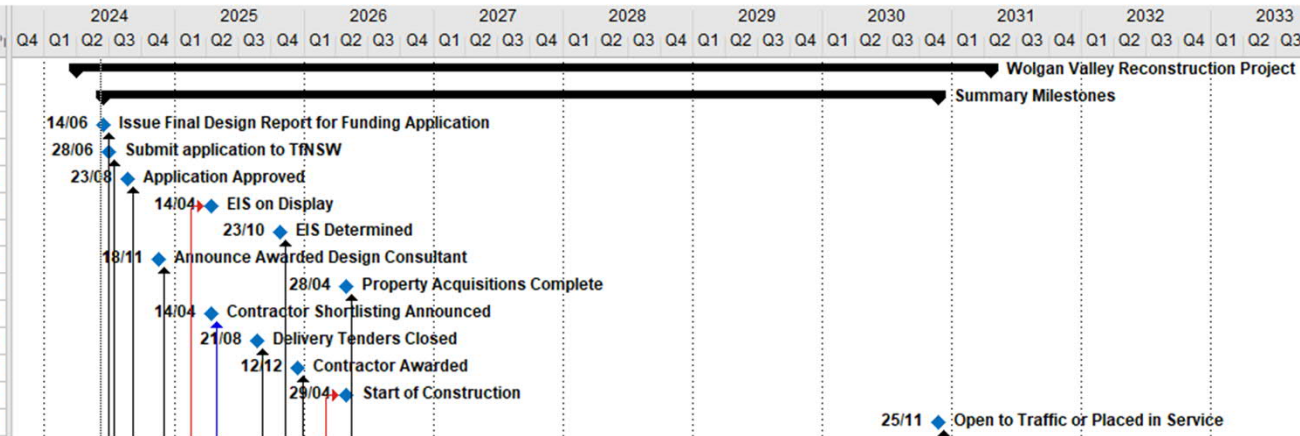 2024 2025 2026 2027 2028 2029 2030 2031 2032 2033
Q4 Q1 Q2 Q3 Q4 Q1 Q2 Q3 Q4 Q1 Q2 Q3 Q4 Q1 Q2 Q3 Q4 Q1 Q2 Q3 Q4 Q1 Q2 Q3 Q4 Q1 Q2 Q3 Q4 Q1 Q2 Q3 Q4 Q1 Q2 Q3 Q4 Q1 Q2 Q3
Wolgan Valley Reconstruction Project
Summary Milestones
14/06 Issue Final Design Report for Funding Application
28/06 Submit application to TfNSW
23/08 Application Approved
14/04 EIS on Display
23/10 EIS Determined
18/11 Announce Awarded Design Consultant
28/04 Property Acquisitions Complete
14/04 Contractor Shortlisting Announced
21/08 Delivery Tenders Closed
12/12 Contractor Awarded
29/04 Start of Construction
25/11 Open to Traffic or Placed in Service